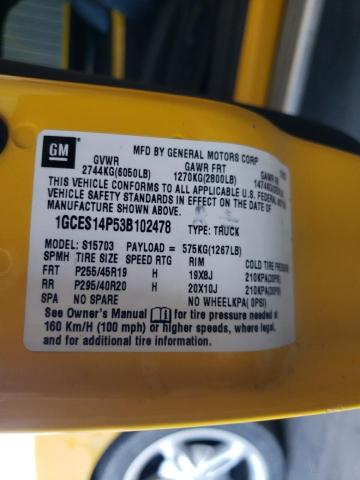 GM
MFD BY GENERAL MOTORS CORP
GVWR GAWR FRT GAWR RR
2744KG(6050LB) 1270KG(2800LB)
THIS VEHICLE CONFORMS TO ALL APPLICABLE U.S. FEDERAL MOTOR
VEHICLE SAFETY STANDARDS IN EFFECT ON THE DATE OF
MANUFACTURE SHOWN ABOVE.
1GCES14P53B102478 TYPE: TRUCK
MODEL: S15703 PAYLOAD = 575KG(1267LB)
SPMH TIRE SIZE SPEED RTG RIM COLD TIRE PRESSURE
FRT P255/45R19 H 19X8J 210KPA(30PSI)
RR P295/40R20 H 20X10J 210KPA(30PSI)
SPA NO SPARE NO WHEELKPA( 0PSI)
See Owner's Manual for tire pressure needed at
160 Km/H (100 mph) or higher speeds, where legal,
and for additional tire information.